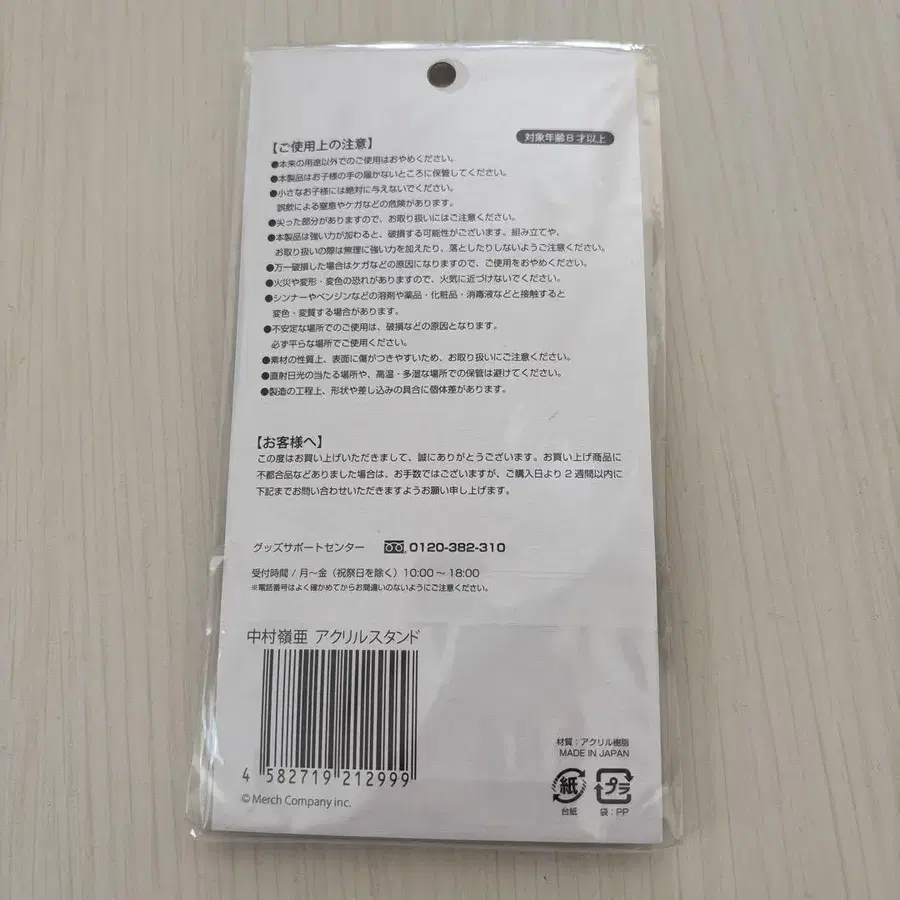 対象年齢8才以上
【ご使用上の注意】
●本来の用途以外でのご使用はおやめください。
●本製品はお子様の手の届かないところに保管してください。
●小さなお子様には絶対に与えないでください。
誤飲による窒息やケガなどの危険があります。
●尖った部分がありますので、お取り扱いにはご注意ください。
●本製品は強い力が加わると、破損する可能性がございます。組み立てや、
お取り扱いの際は無理に強い力を加えたり、落としたりしないようご注意ください。
●万一破損した場合はケガなどの原因になりますので、ご使用をおやめください。
●火災や変形・変色の恐れがありますので、火気に近づけないでください。
●シンナーやベンジンなどの溶剤や薬品・化粧品・消毒液などと接触すると
変色・変質する場合があります。
●不安定な場所でのご使用は、破損などの原因となります。
必ず平らな場所でご使用ください。
●素材の性質上、表面に傷がつきやすいため、お取り扱いにご注意ください。
●直射日光の当たる場所や、高温・多湿な場所での保管は避けてください。
●製造の工程上、形状や差し込みの具合に個体差があります。
【お客様へ】
この度はお買い上げいただきまして、誠にありがとうございます。お買い上げ商品に
不都合品などありました場合は、お手数ではございますが、ご購入日より2週間以内に
下記までお問い合わせいただきますようお願い申し上げます。
グッズサポートセンター 0120-382-310
受付時間/月～金(祝祭日を除く)10:00～18:00
※電話番号はよく確かめてからお間違いのないようにご注意ください。
中村嶺亜 アクリルスタンド
4 582719 212999
© Merch Company inc.
材質：アクリル樹脂
MADE IN JAPAN
紙 プラ
台紙 袋：PP